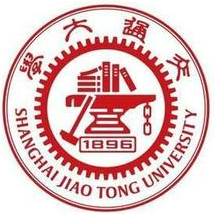 學大通交
1896
SHANGHAI JIAO TONG UNIVERSITY